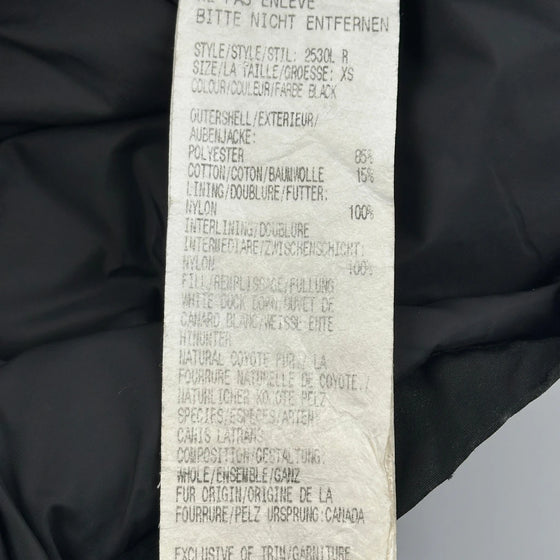 NE PAS ENLEVE
BITTE NICHT ENTFERNEN
STYLE/STYLE/STIL: 2530L R
SIZE/LA TAILLE/GROESSE: XS
COLOUR/COULEUR/FARBE BLACK
OUTERSHELL/EXTERIEUR/
AUBENJACKE:
POLYESTER 85%
COTTON/COTON/BAUMWOLLE 15%
LINING/DOUBLURE/FUTTER:
NYLON 100%
INTERLINING/DOUBLURE
INTERMEDIARE/ZWISCHENSCHICHT:
NYLON 100%
FILL/REMPLISSAGE/FULLUNG
WHITE DUCK DOWN/DUVET DE
CANARD BLANC/WEISSE ENTE
NATURAL COYOTE FUR/ LA
FOURRURE NATURELLE DE COYOTE./
NATURLICHER KOJOTE PELZ
SPECIES/ESPECES/ARTEN:
CANIS LATRANS
COMPOSITION/GESTALTUNG:
WHOLE/ENSEMBLE/GANZ
FUR ORIGIN/ORIGINE DE LA
FOURRURE/PELZ URSPRUNG:CANADA
EXCLUSIVE OF TRIM/GARNITURE